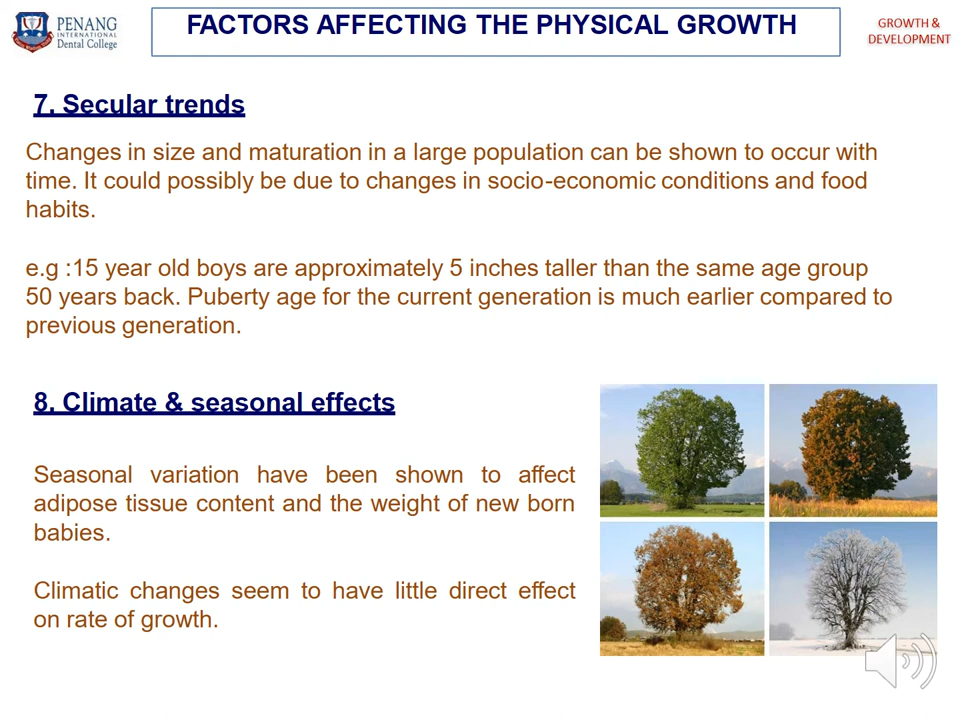 PENANG
INTERNATIONAL
Dental College
FACTORS AFFECTING THE PHYSICAL GROWTH
GROWTH &
DEVELOPMENT
7. Secular trends
Changes in size and maturation in a large population can be shown to occur with
time. It could possibly be due to changes in socio-economic conditions and food
habits.
e.g :15 year old boys are approximately 5 inches taller than the same age group
50 years back. Puberty age for the current generation is much earlier compared to
previous generation.
8. Climate & seasonal effects
Seasonal variation have been shown to affect
adipose tissue content and the weight of new born
babies.
Climatic changes seem to have little direct effect
on rate of growth.